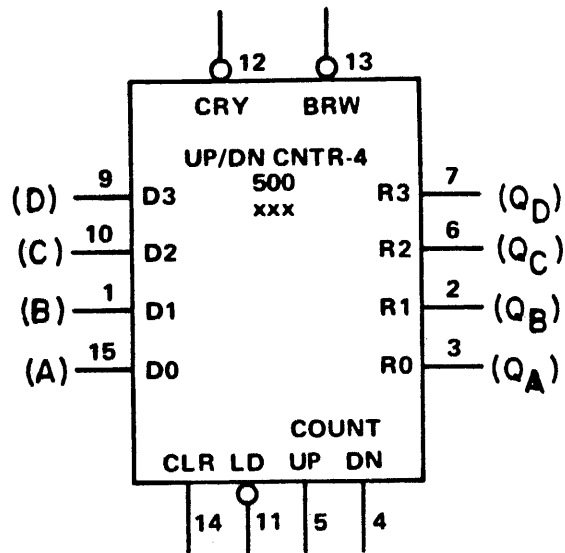 12 13
CRY BRW
UP/DN CNTR-4
500
xxx
(D) 9 D3 R3 7 (QD)
(C) 10 D2 R2 6 (QC)
(B) 1 D1 R1 2 (QB)
(A) 15 D0 R0 3 (QA)
COUNT
CLR LD UP DN
14 11 5 4